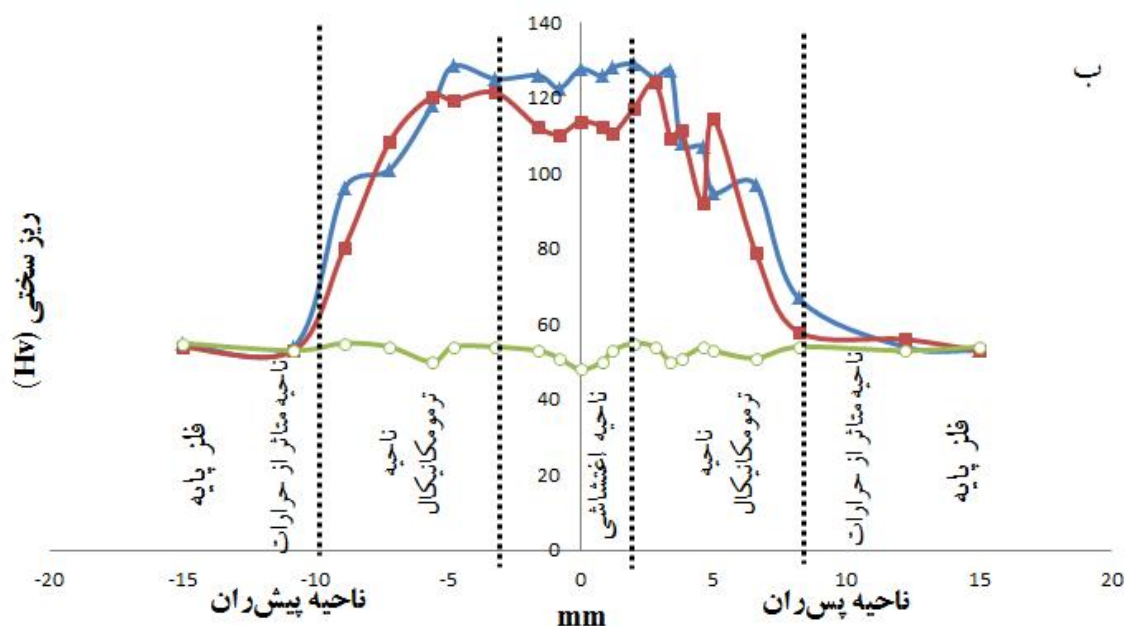 ب
140
120
100
80
60
40
20
0
ریز سختی (Hv)
فلز پایه
ناحیه متاثر از حرارات
ناحیه
ترمومکانیکال
ناحیه اغتشاشی
ناحیه
ترمومکانیکال
ناحیه متاثر از حرارات
فلز پایه
-20 -15 -10 -5 0 5 10 15 20
ناحیه پیش‌ران
mm
ناحیه پس‌ران